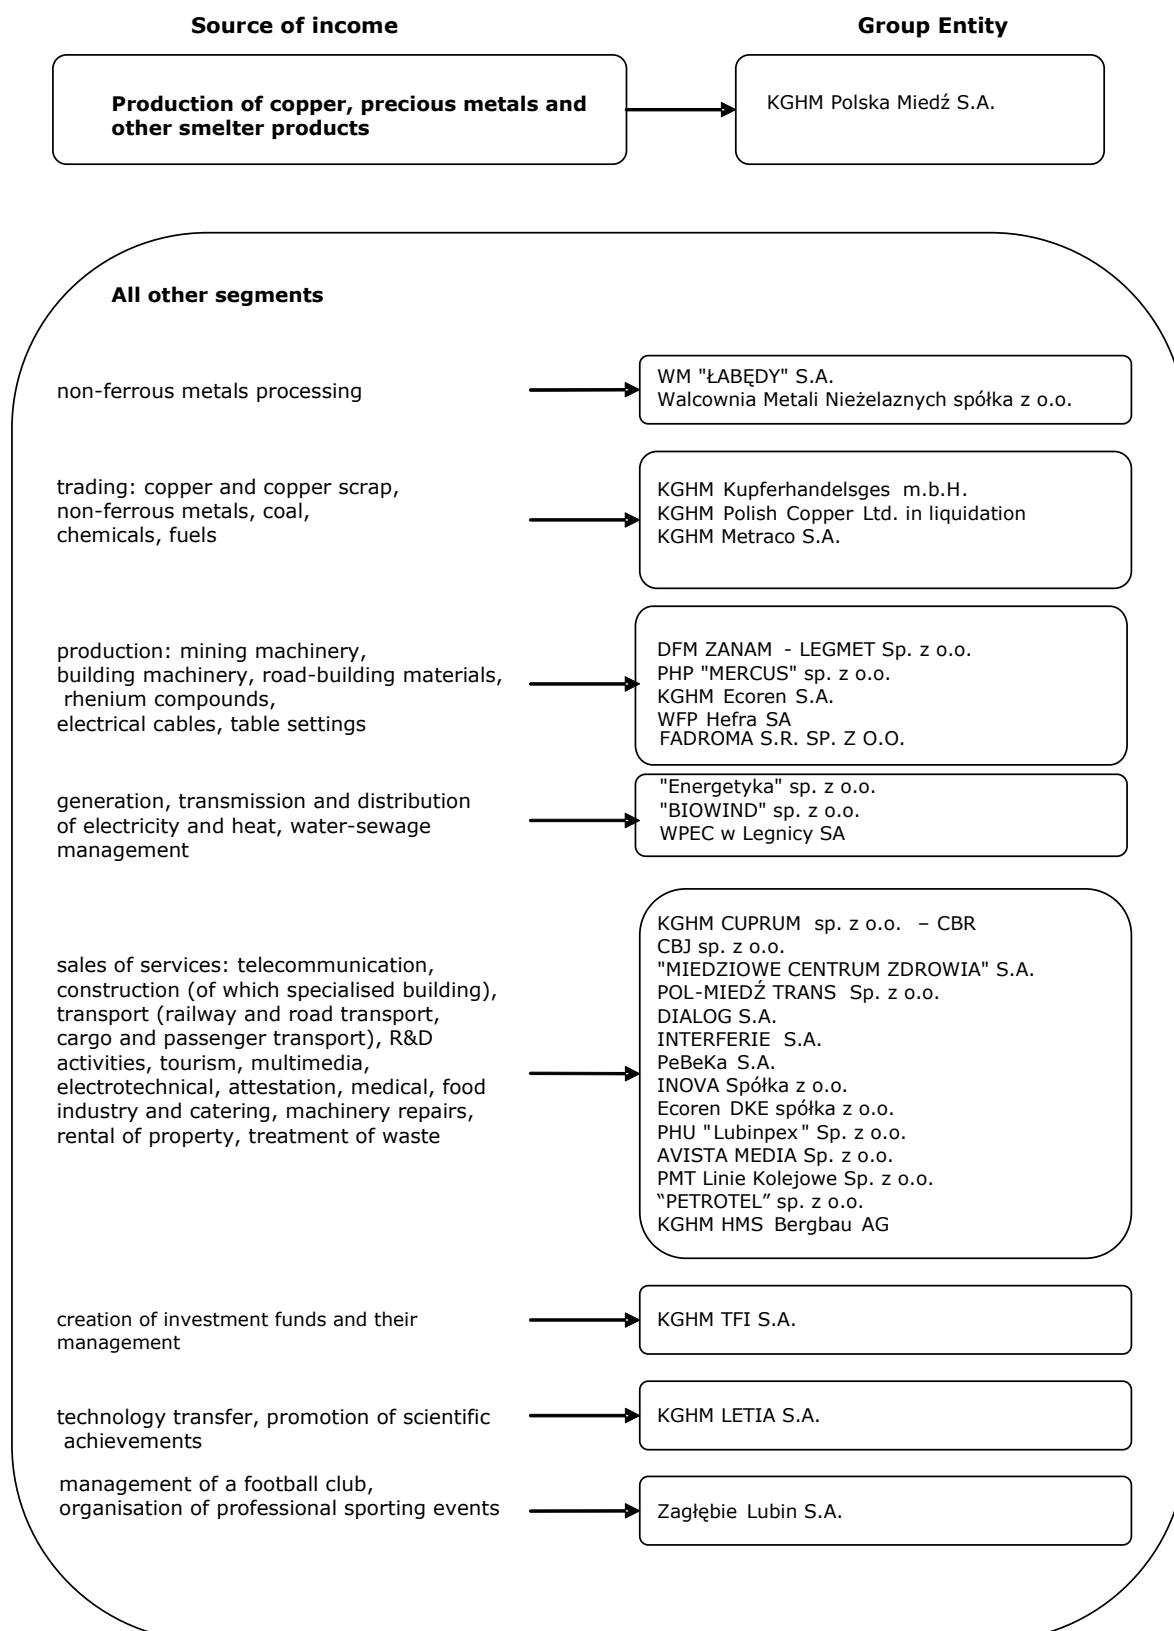 Source of income
Group Entity
Production of copper, precious metals and
other smelter products
KGHM Polska Miedź S.A.
All other segments
non-ferrous metals processing
WM "ŁABĘDY" S.A.
Walcownia Metali Nieżelaznych spółka z o.o.
trading: copper and copper scrap,
non-ferrous metals, coal,
chemicals, fuels
KGHM Kupferhandelsges m.b.H.
KGHM Polish Copper Ltd. in liquidation
KGHM Metraco S.A.
production: mining machinery,
building machinery, road-building materials,
rhenium compounds,
electrical cables, table settings
DFM ZANAM - LEGMET Sp. z o.o.
PHP "MERCUS" sp. z o.o.
KGHM Ecoren S.A.
WFP Hefra SA
FADROMA S.R. SP. Z O.O.
generation, transmission and distribution
of electricity and heat, water-sewage
management
"Energetyka" sp. z o.o.
"BIOWIND" sp. z o.o.
WPEC w Legnicy SA
sales of services: telecommunication,
construction (of which specialised building),
transport (railway and road transport,
cargo and passenger transport), R&D
activities, tourism, multimedia,
electrotechnical, attestation, medical, food
industry and catering, machinery repairs,
rental of property, treatment of waste
KGHM CUPRUM sp. z o.o. – CBR
CBJ sp. z o.o.
"MIEDZIOWE CENTRUM ZDROWIA" S.A.
POL-MIEDŹ TRANS Sp. z o.o.
DIALOG S.A.
INTERFERIE S.A.
PeBeKa S.A.
INOVA Spółka z o.o.
Ecoren DKE spółka z o.o.
PHU "Lubinpex" Sp. z o.o.
AVISTA MEDIA Sp. z o.o.
PMT Linie Kolejowe Sp. z o.o.
“PETROTEL” sp. z o.o.
KGHM HMS Bergbau AG
creation of investment funds and their
management
KGHM TFI S.A.
technology transfer, promotion of scientific
achievements
KGHM LETIA S.A.
management of a football club,
organisation of professional sporting events
Zagłębie Lubin S.A.